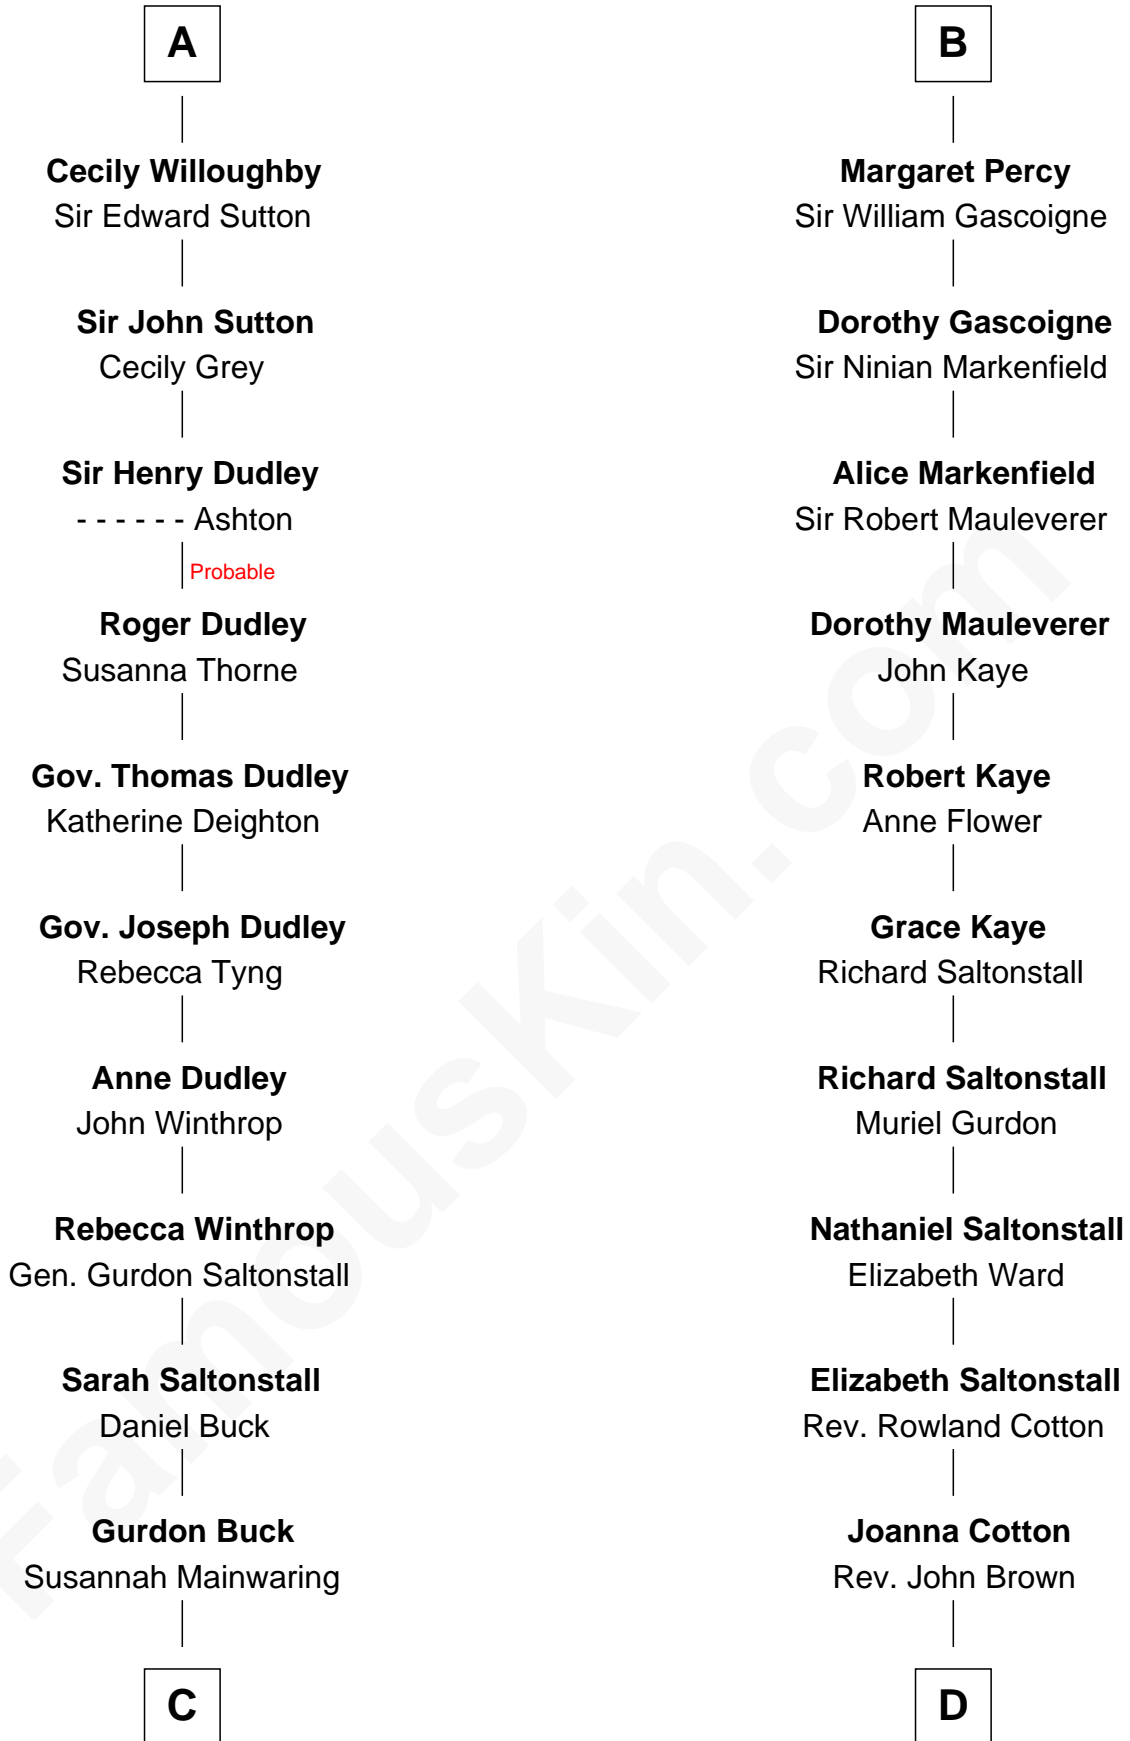 A
Cecily Willoughby
Sir Edward Sutton
Sir John Sutton
Cecily Grey
Sir Henry Dudley
- - - - - - Ashton
Probable
Roger Dudley
Susanna Thorne
Gov. Thomas Dudley
Katherine Deighton
Gov. Joseph Dudley
Rebecca Tyng
Anne Dudley
John Winthrop
Rebecca Winthrop
Gen. Gurdon Saltonstall
Sarah Saltonstall
Daniel Buck
Gurdon Buck
Susannah Mainwaring
C
B
Margaret Percy
Sir William Gascoigne
Dorothy Gascoigne
Sir Ninian Markenfield
Alice Markenfield
Sir Robert Mauleverer
Dorothy Mauleverer
John Kaye
Robert Kaye
Anne Flower
Grace Kaye
Richard Saltonstall
Richard Saltonstall
Muriel Gurdon
Nathaniel Saltonstall
Elizabeth Ward
Elizabeth Saltonstall
Rev. Rowland Cotton
Joanna Cotton
Rev. John Brown
D
FamousKin.com